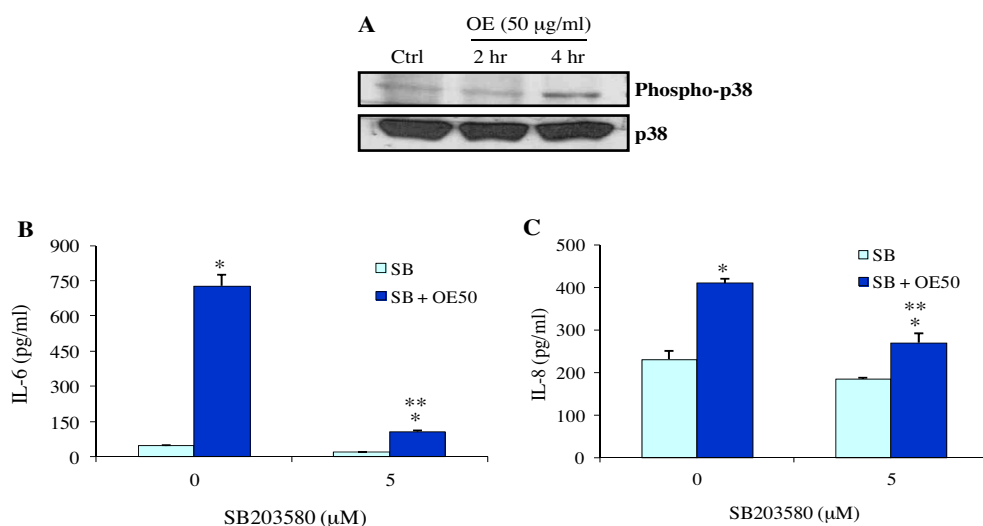 A
OE (50 µg/ml)
Ctrl 2 hr 4 hr
Phospho-p38
p38
B
IL-6 (pg/ml)
900
750
600
450
300
150
0
SB
SB + OE50
*
**
*
0 5
SB203580 (µM)
C
IL-8 (pg/ml)
500
400
300
200
100
0
SB
SB + OE50
*
**
*
0 5
SB203580 (µM)